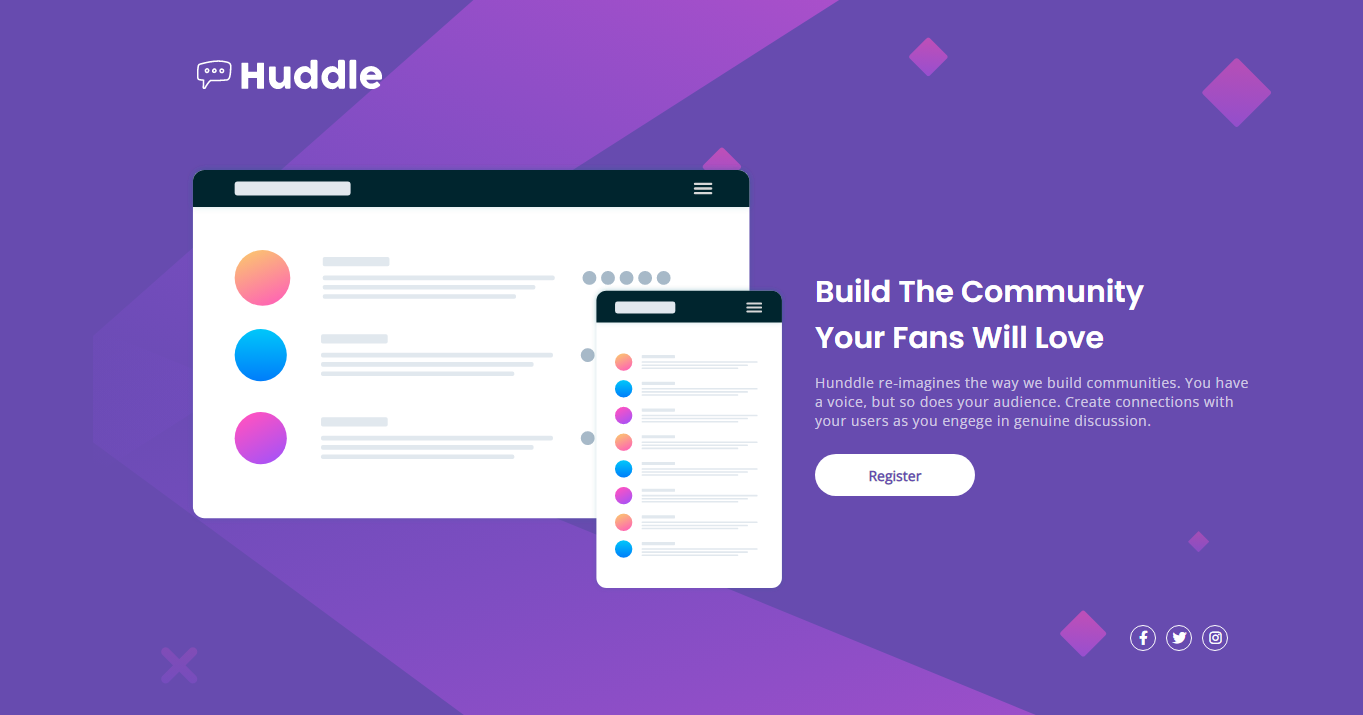 Huddle
Build The Community
Your Fans Will Love
Hunddle re-imagines the way we build communities. You have
a voice, but so does your audience. Create connections with
your users as you engege in genuine discussion.
Register